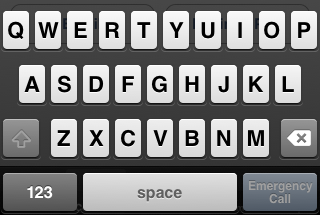 Q W E R T Y U I O P
A S D F G H J K L
Z X C V B N M
123 space Emergency
Call